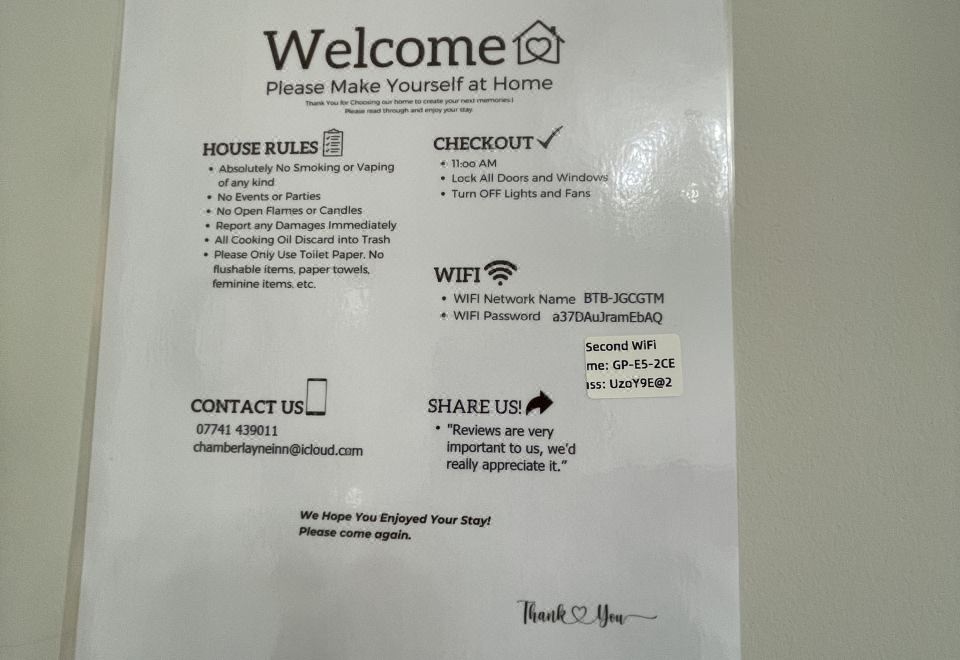 Welcome
Please Make Yourself at Home
Thank You for Choosing our home to create your next memories!
Please read through and enjoy your stay.
HOUSE RULES
• Absolutely No Smoking or Vaping
of any kind
• No Events or Parties
• No Open Flames or Candles
• Report any Damages Immediately
• All Cooking Oil Discard into Trash
• Please Only Use Toilet Paper. No
flushable items, paper towels,
feminine items, etc.
CHECKOUT
• 11:00 AM
• Lock All Doors and Windows
• Turn OFF Lights and Fans
WIFI
• WIFI Network Name BTB-JGCGTM
• WIFI Password a37DAuJramEbAQ
Second WiFi
me: GP-E5-2CE
ass: UzoY9E@2
CONTACT US
07741 439011
chamberlayneinn@icloud.com
SHARE US!
• "Reviews are very
important to us, we'd
really appreciate it."
We Hope You Enjoyed Your Stay!
Please come again.
Thank You